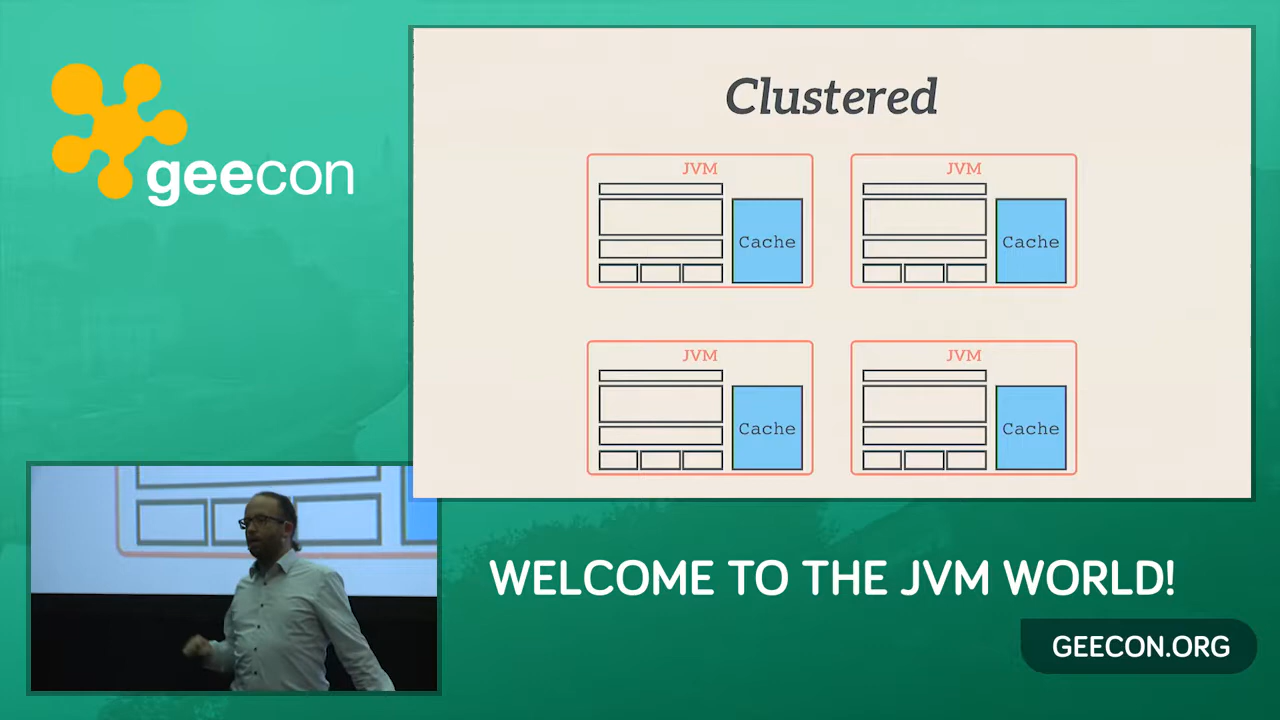 geecon
Clustered
JVM
JVM
Cache
Cache
JVM
JVM
Cache
Cache
WELCOME TO THE JVM WORLD!
GEECON.ORG